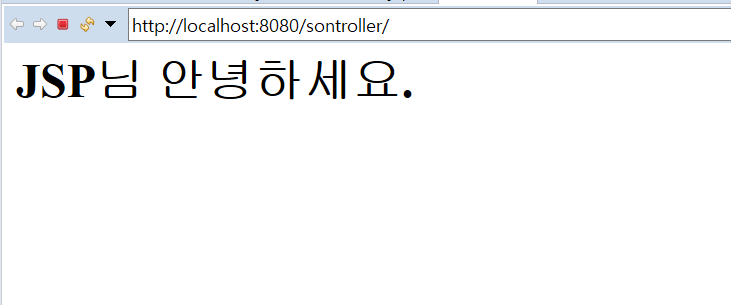 http://localhost:8080/sontroller/
JSP님 안녕하세요.